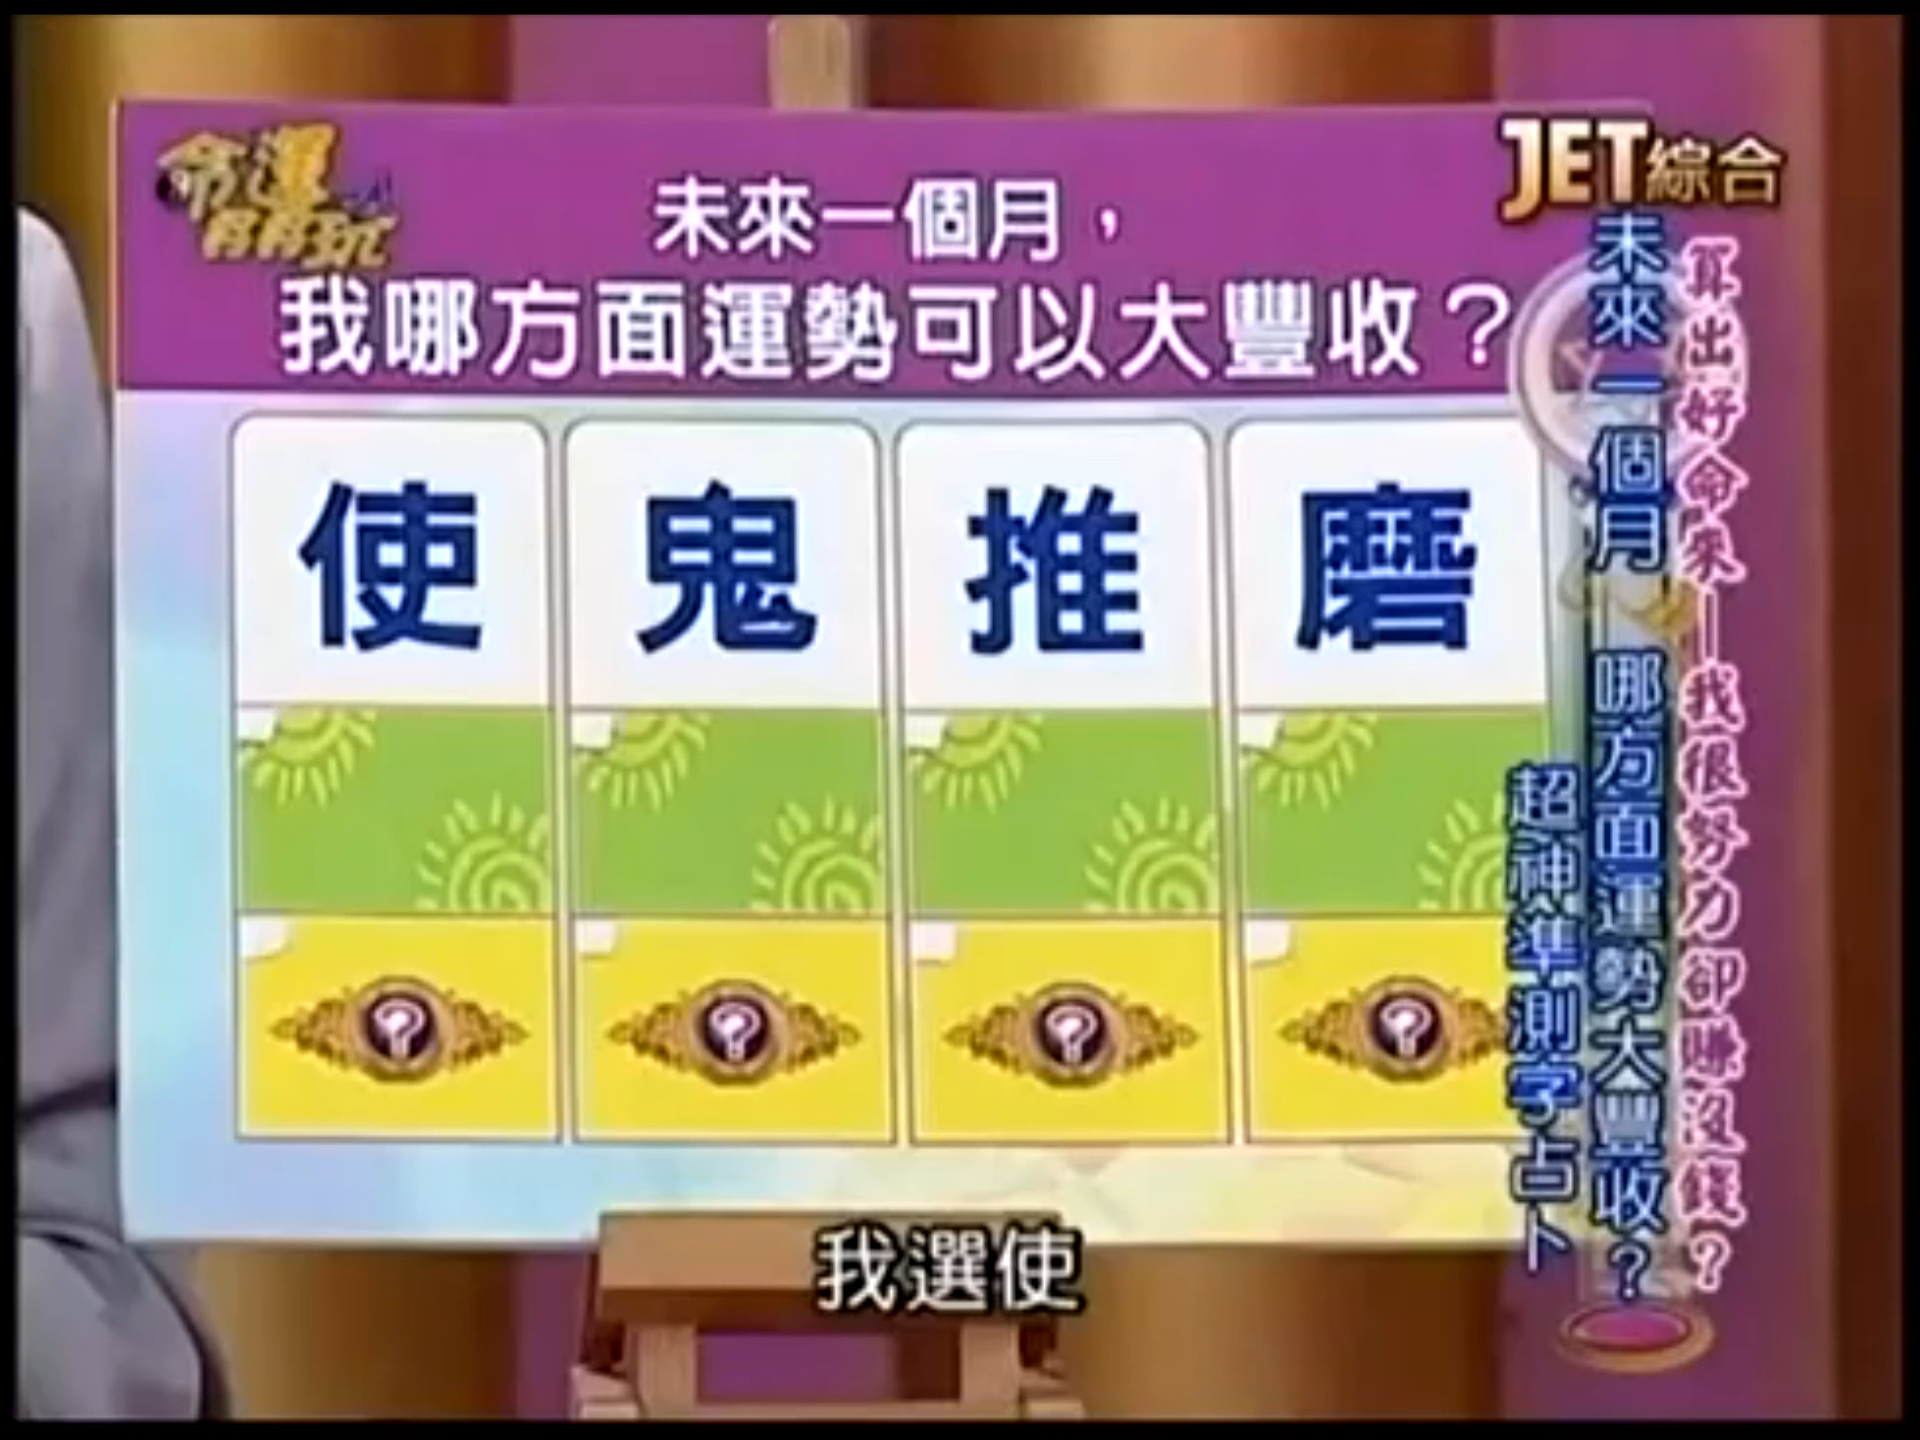 命運好好玩
未來一個月，
我哪方面運勢可以大豐收？
使 鬼 推 磨
? ? ? ?
JET綜合
算出好命來—我很努力卻賺沒錢？
未來一個月 哪方面運勢大豐收？
超神準測字占卜
我選使